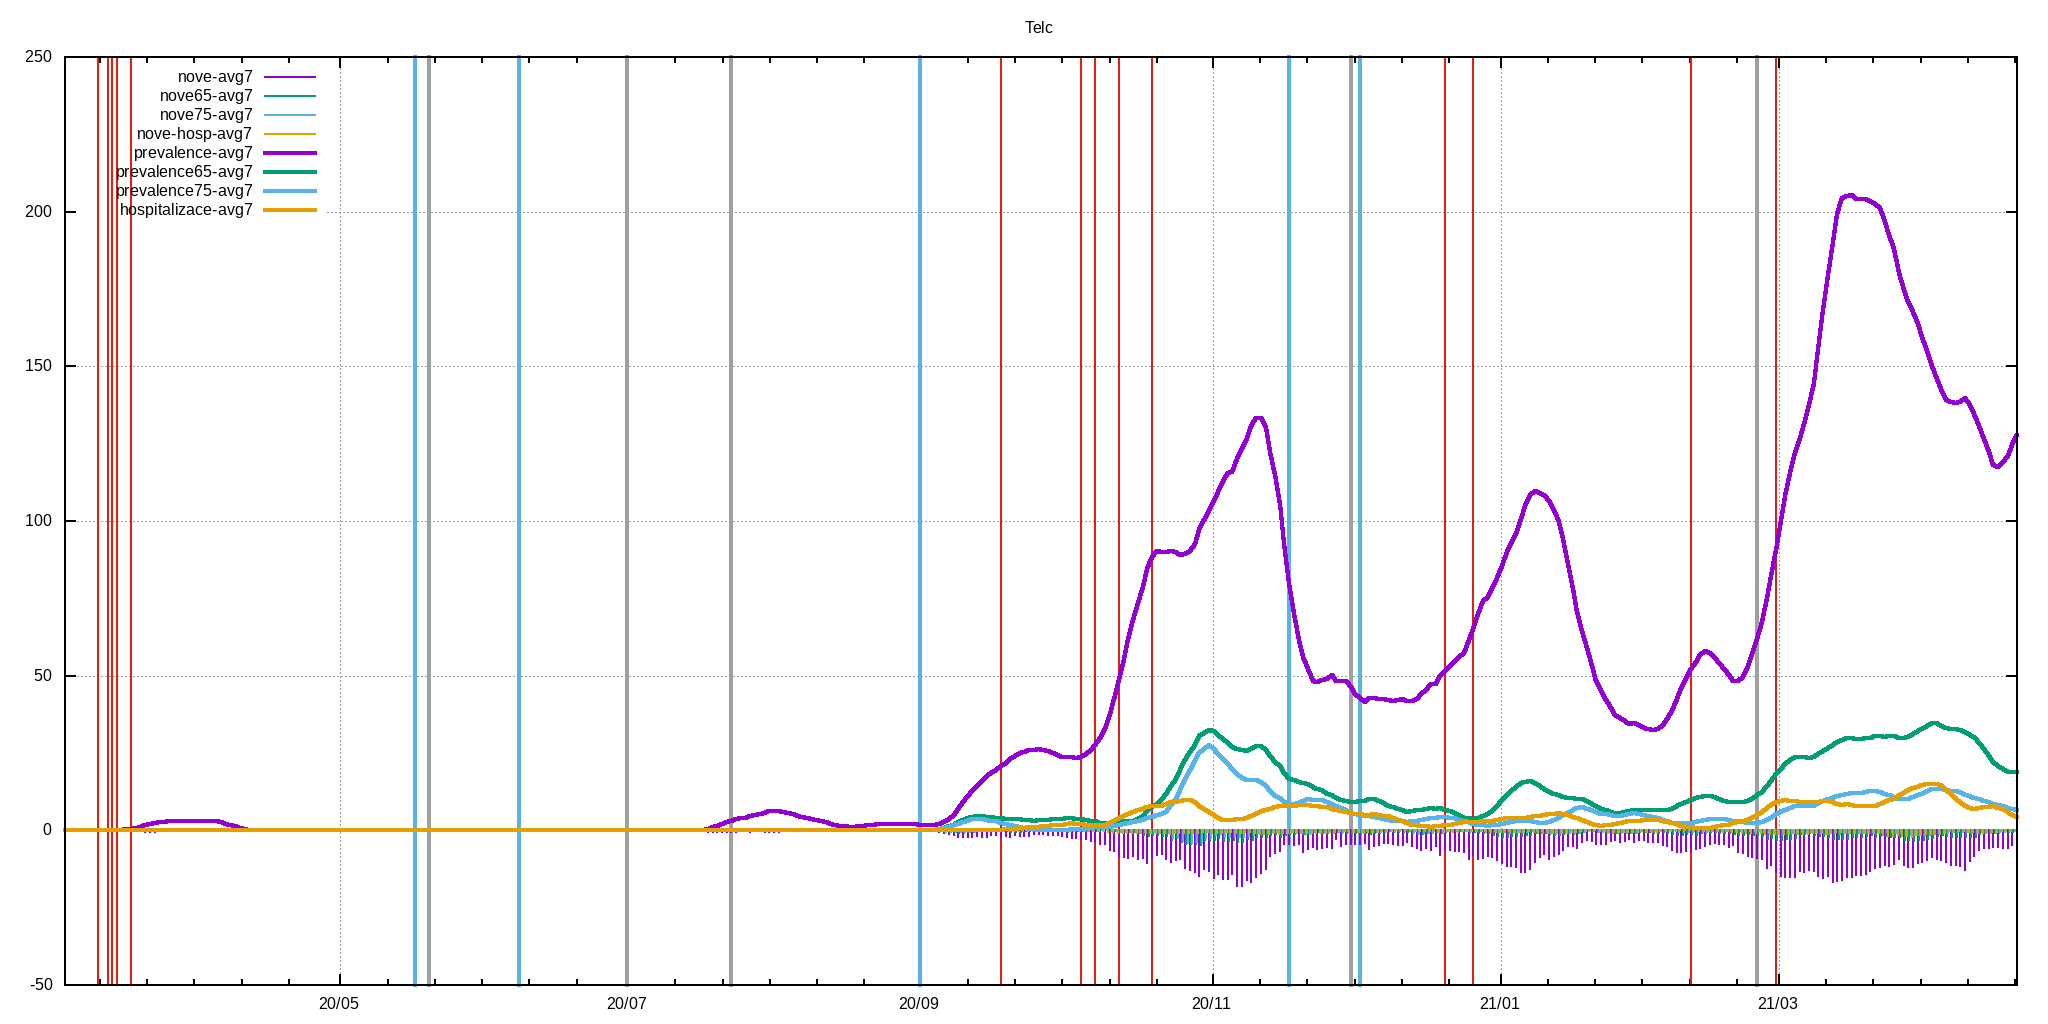 Telc
250
nove-avg7
nove65-avg7
nove75-avg7
nove-hosp-avg7
prevalence-avg7
prevalence65-avg7
prevalence75-avg7
hospitalizace-avg7
200
150
100
50
0
-50
20/05 20/07 20/09 20/11 21/01 21/03